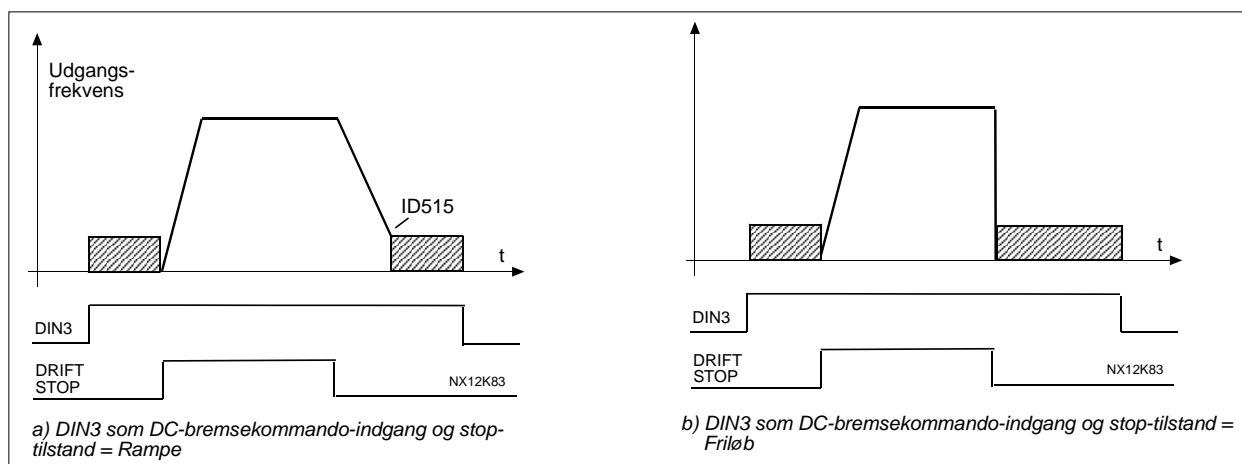 Udgangs-
frekvens
ID515
t
DIN3
DRIFT
STOP
NX12K83
a) DIN3 som DC-bremsekommando-indgang og stop-
tilstand = Rampe
t
DIN3
DRIFT
STOP
NX12K83
b) DIN3 som DC-bremsekommando-indgang og stop-tilstand =
Friløb